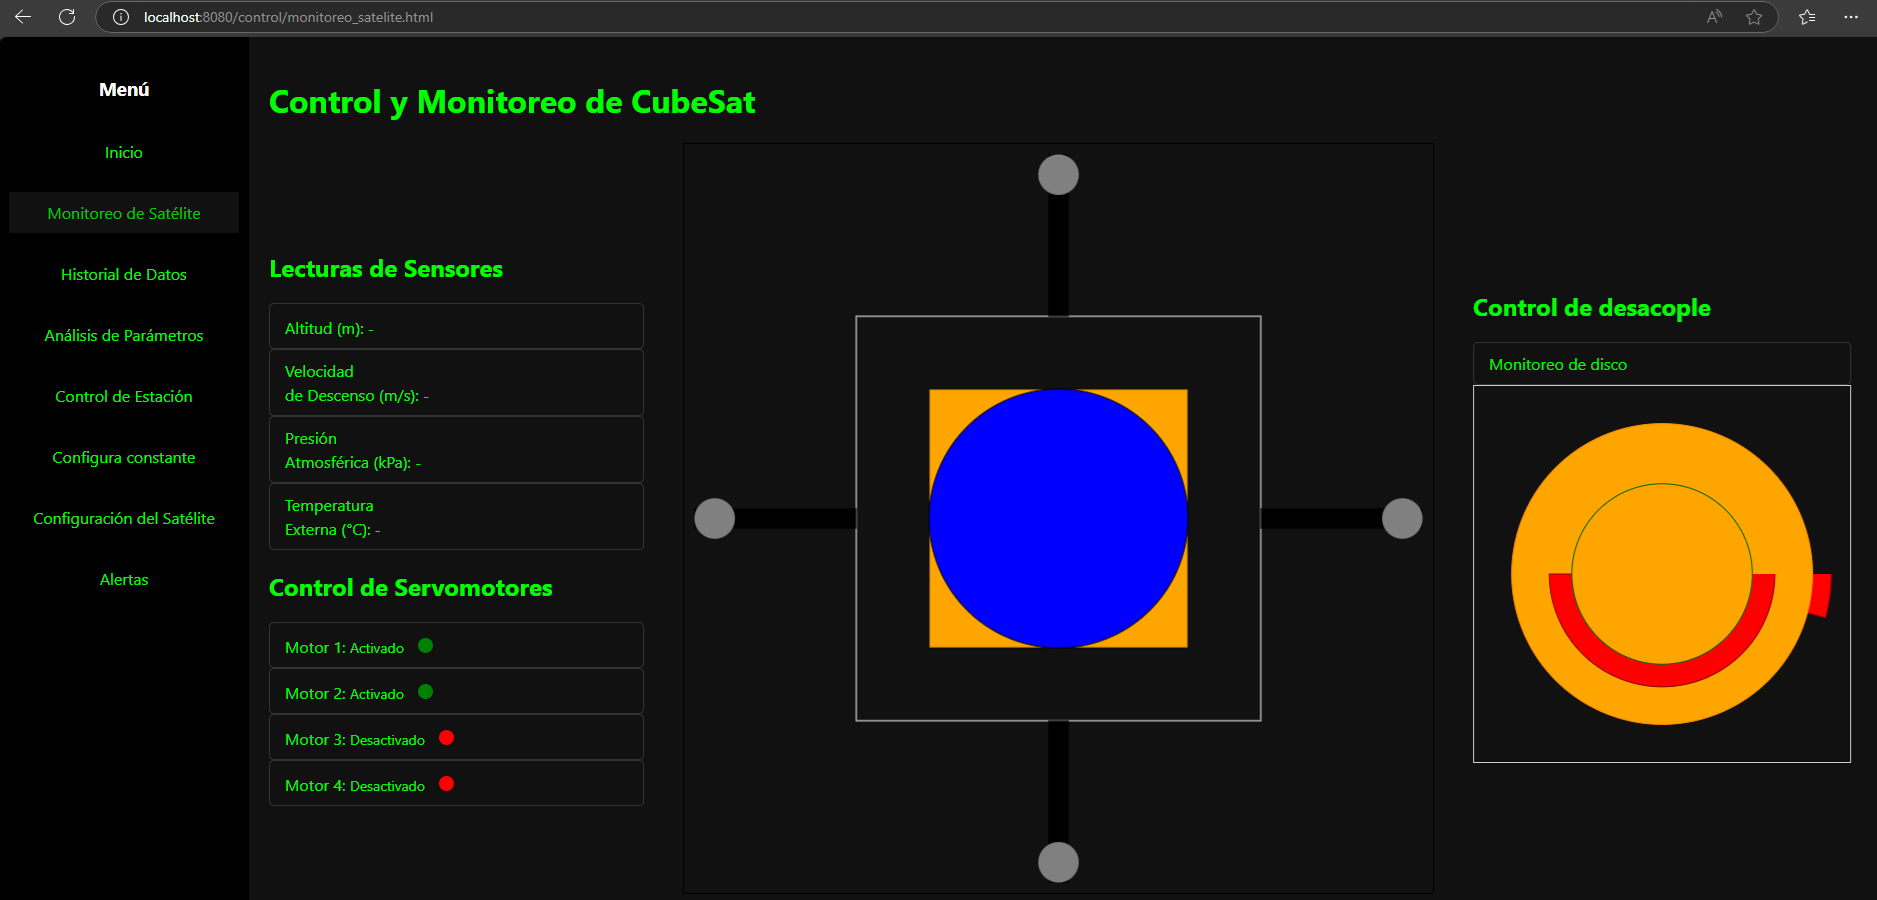 localhost:8080/control/monitoreo_satelite.html
Menú
Inicio
Monitoreo de Satélite
Historial de Datos
Análisis de Parámetros
Control de Estación
Configura constante
Configuración del Satélite
Alertas
Control y Monitoreo de CubeSat
Lecturas de Sensores
Altitud (m): -
Velocidad
de Descenso (m/s): -
Presión
Atmosférica (kPa): -
Temperatura
Externa (°C): -
Control de Servomotores
Motor 1: Activado
Motor 2: Activado
Motor 3: Desactivado
Motor 4: Desactivado
Control de desacople
Monitoreo de disco